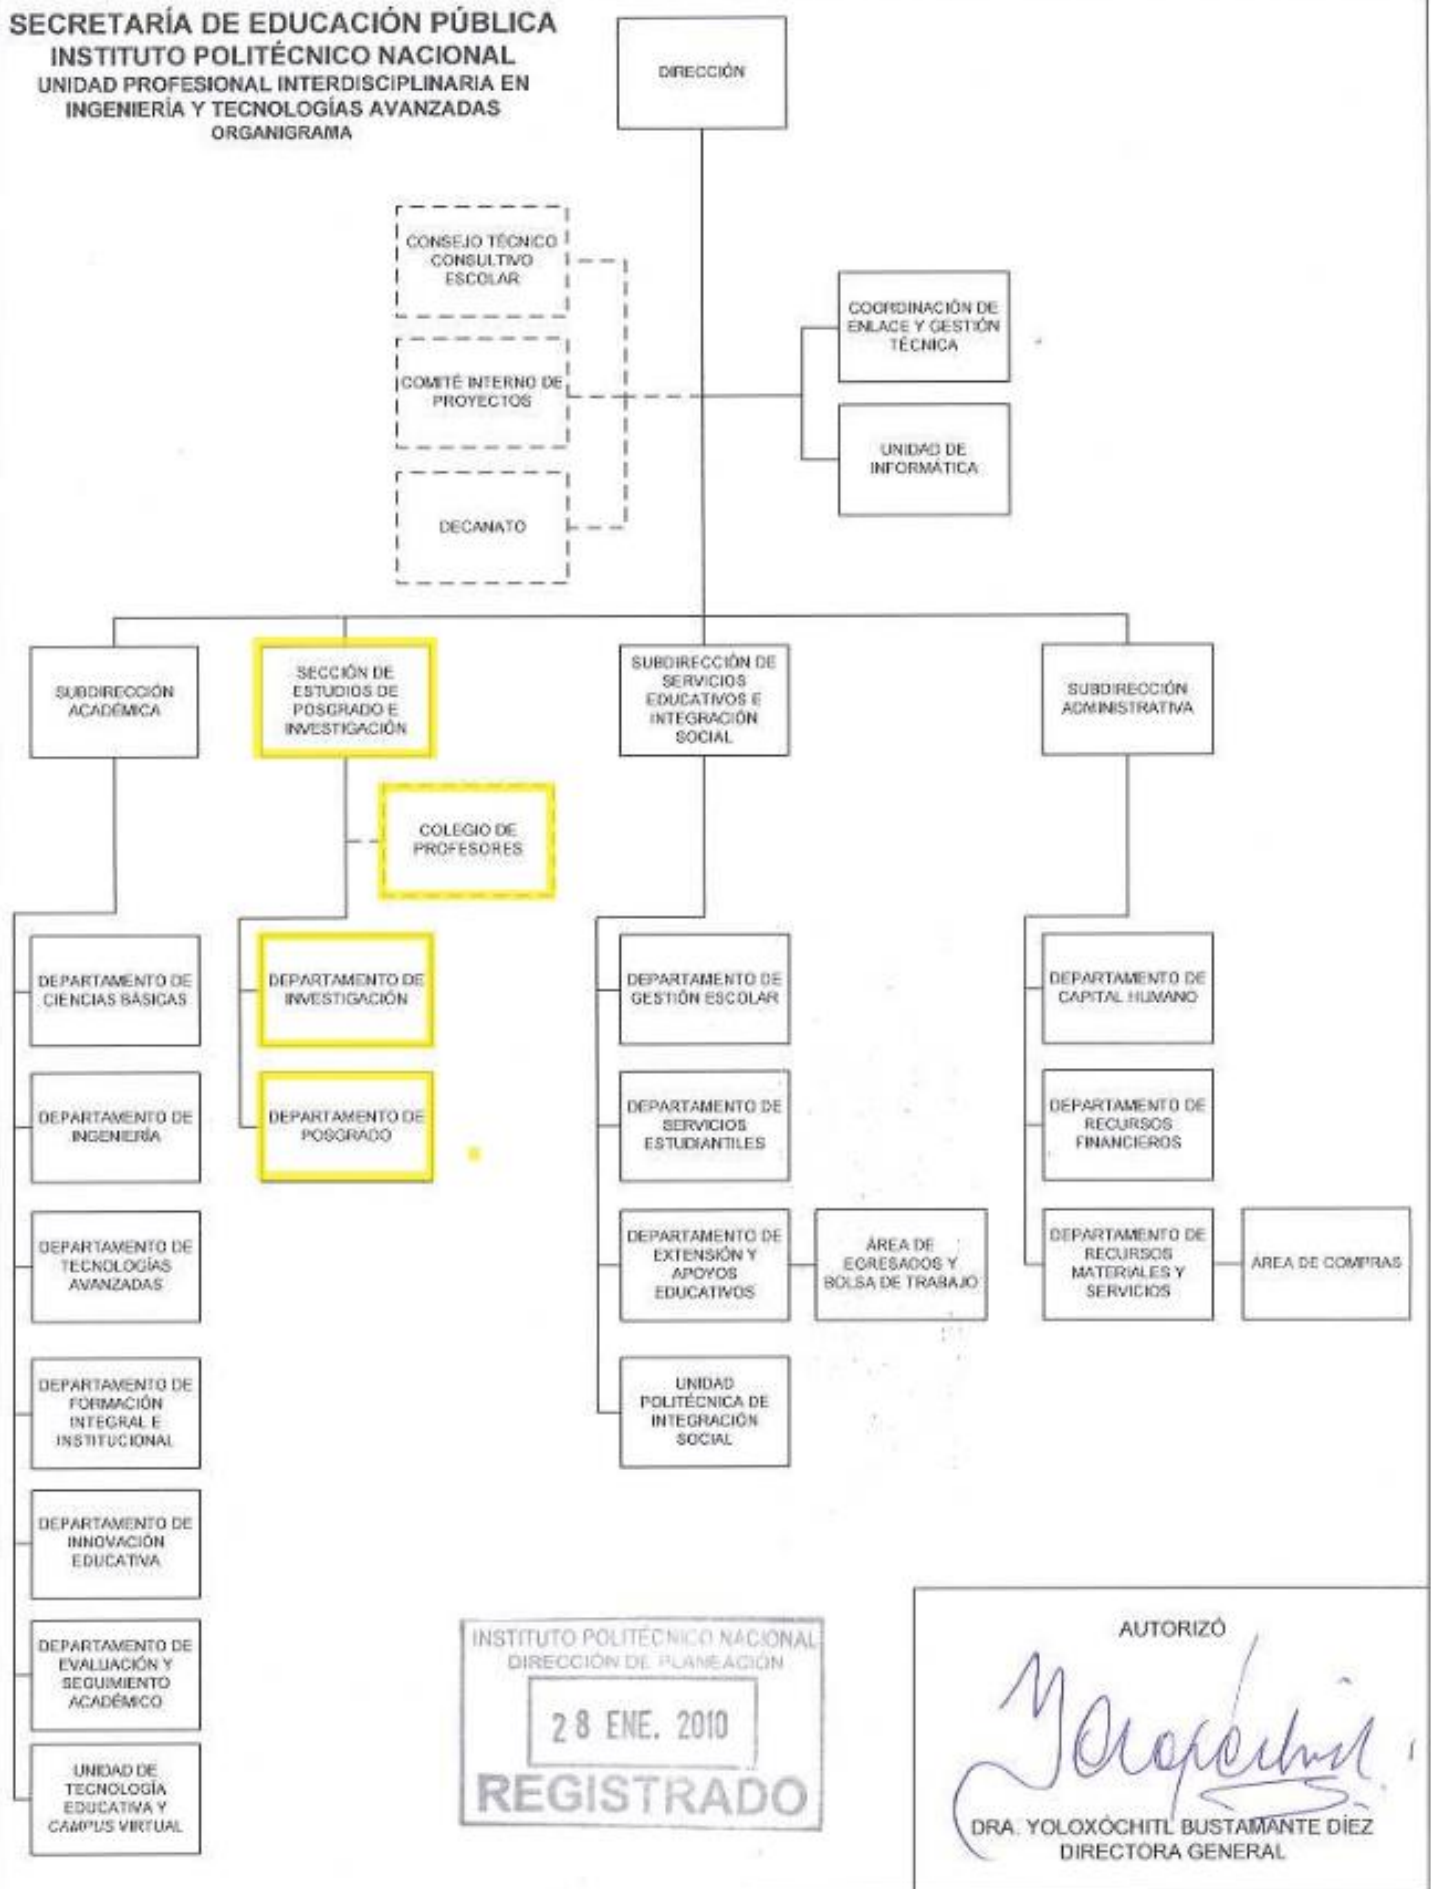 SECRETARÍA DE EDUCACIÓN PÚBLICA
INSTITUTO POLITÉCNICO NACIONAL
UNIDAD PROFESIONAL INTERDISCIPLINARIA EN
INGENIERÍA Y TECNOLOGÍAS AVANZADAS
ORGANIGRAMA
DIRECCIÓN
CONSEJO TÉCNICO
CONSULTIVO
ESCOLAR
COMITÉ INTERNO DE
PROYECTOS
DECANATO
COORDINACIÓN DE
ENLACE Y GESTIÓN
TÉCNICA
UNIDAD DE
INFORMÁTICA
SUBDIRECCIÓN
ACADÉMICA
SECCIÓN DE
ESTUDIOS DE
POSGRADO E
INVESTIGACIÓN
SUBDIRECCIÓN DE
SERVICIOS
EDUCATIVOS E
INTEGRACIÓN
SOCIAL
SUBDIRECCIÓN
ADMINISTRATIVA
COLEGIO DE
PROFESORES
DEPARTAMENTO DE
CIENCIAS BÁSICAS
DEPARTAMENTO DE
INGENIERÍA
DEPARTAMENTO DE
TECNOLOGÍAS
AVANZADAS
DEPARTAMENTO DE
FORMACIÓN
INTEGRAL E
INSTITUCIONAL
DEPARTAMENTO DE
INNOVACIÓN
EDUCATIVA
DEPARTAMENTO DE
EVALUACIÓN Y
SEGUIMIENTO
ACADÉMICO
UNIDAD DE
TECNOLOGÍA
EDUCATIVA Y
CAMPUS VIRTUAL
DEPARTAMENTO DE
INVESTIGACIÓN
DEPARTAMENTO DE
POSGRADO
DEPARTAMENTO DE
GESTIÓN ESCOLAR
DEPARTAMENTO DE
SERVICIOS
ESTUDIANTILES
DEPARTAMENTO DE
EXTENSIÓN Y
APOYOS
EDUCATIVOS
ÁREA DE
EGRESADOS Y
BOLSA DE TRABAJO
UNIDAD
POLITÉCNICA DE
INTEGRACIÓN
SOCIAL
DEPARTAMENTO DE
CAPITAL HUMANO
DEPARTAMENTO DE
RECURSOS
FINANCIEROS
DEPARTAMENTO DE
RECURSOS
MATERIALES Y
SERVICIOS
AREA DE COMPRAS
INSTITUTO POLITÉCNICO NACIONAL
DIRECCIÓN DE PLANEACIÓN
28 ENE. 2010
REGISTRADO
AUTORIZÓ
DRA. YOLOXÓCHITL BUSTAMANTE DÍEZ
DIRECTORA GENERAL